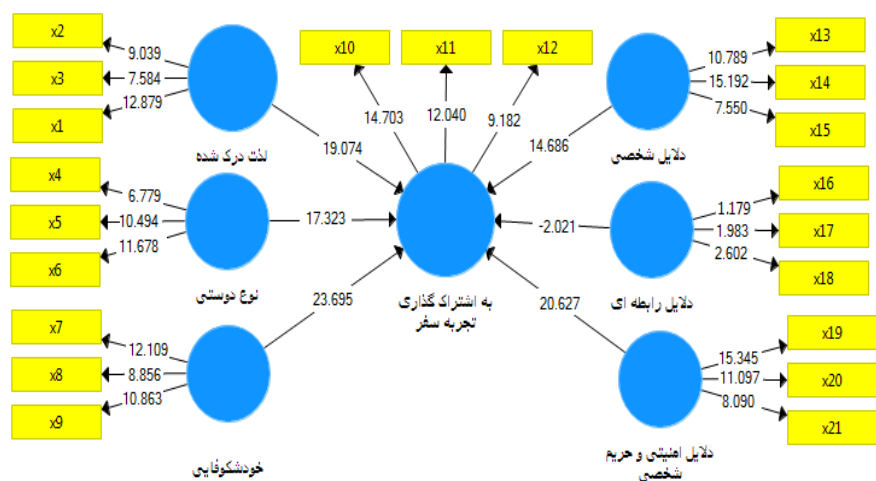 x2
x3
x1
9.039
7.584
12.879
لذت درک شده
19.074
x10
x11
x12
14.703
12.040
9.182
x13
x14
x15
10.789
15.192
7.550
دلایل شخصی
14.686
x4
x5
x6
6.779
10.494
11.678
نوع دوستی
17.323
به اشتراک گذاری
تجربه سفر
x16
x17
x18
1.179
1.983
2.602
دلایل رابطه ای
-2.021
x7
x8
x9
12.109
8.856
10.863
خودشکوفایی
23.695
x19
x20
x21
15.345
11.097
8.090
دلایل امنیتی و حریم
شخصی
20.627